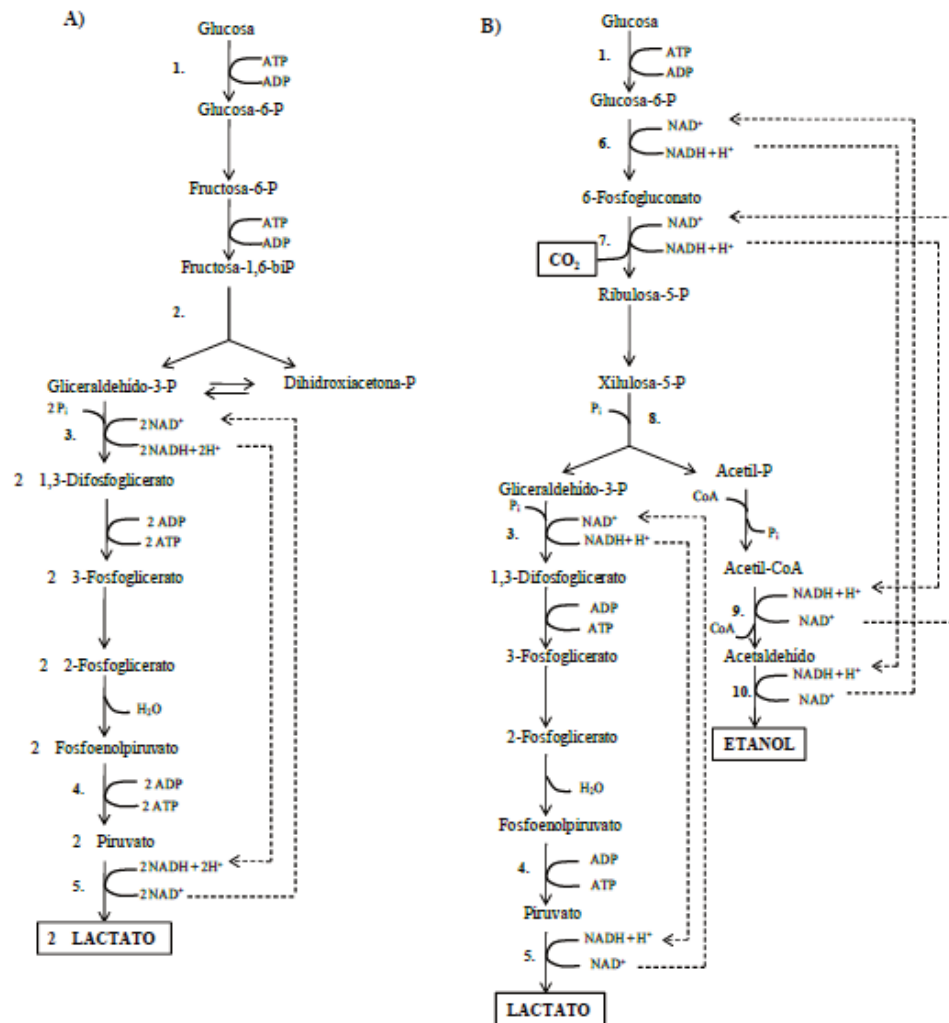 A)
Glucosa
1.
ATP
ADP
Glucosa-6-P
Fructosa-6-P
ATP
ADP
Fructosa-1,6-biP
2.
Gliceraldehído-3-P
Dihidroxiacetona-P
2 Pᵢ
3.
2NAD⁺
2NADH+2H⁺
2 1,3-Difosfoglicerato
2 ADP
2 ATP
2 3-Fosfoglicerato
2 2-Fosfoglicerato
H₂O
2 Fosfoenolpiruvato
4.
2 ADP
2 ATP
2 Piruvato
5.
2NADH+2H⁺
2NAD⁺
2 LACTATO
B)
Glucosa
1.
ATP
ADP
Glucosa-6-P
6.
NAD⁺
NADH+H⁺
6-Fosfogluconato
7.
NAD⁺
NADH+H⁺
CO₂
Ribulosa-5-P
Xilulosa-5-P
Pᵢ
8.
Gliceraldehído-3-P
Pᵢ
3.
NAD⁺
NADH+H⁺
1,3-Difosfoglicerato
ADP
ATP
3-Fosfoglicerato
2-Fosfoglicerato
H₂O
Fosfoenolpiruvato
4.
ADP
ATP
Piruvato
5.
NADH+H⁺
NAD⁺
LACTATO
Acetil-P
CoA
Pᵢ
Acetil-CoA
9.
NADH+H⁺
NAD⁺
CoA
Acetaldehído
10.
NADH+H⁺
NAD⁺
ETANOL